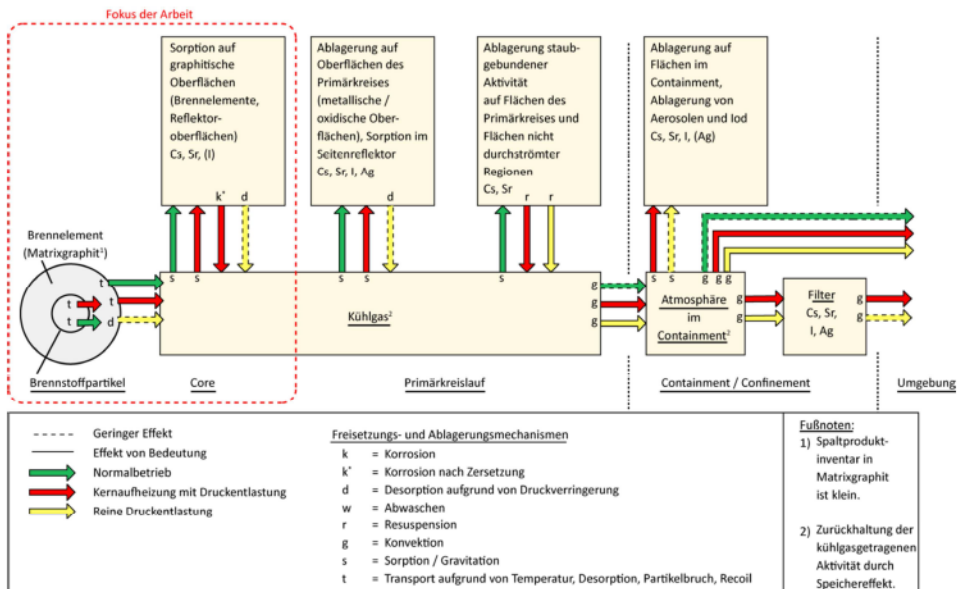 Fokus der Arbeit
Sorption auf
graphitische
Oberflächen
(Brennelemente,
Reflektor-
oberflächen)
Cs, Sr, (I)
k* d
Ablagerung auf
Oberflächen des
Primärkreises
(metallische /
oxidische Ober-
flächen), Sorption im
Seitenreflektor
Cs, Sr, I, Ag
d
Ablagerung staub-
gebundener
Aktivität
auf Flächen des
Primärkreises und
Flächen nicht
durchströmter
Regionen
Cs, Sr
r r
Ablagerung auf
Flächen im
Containment,
Ablagerung von
Aerosolen und Iod
Cs, Sr, I, (Ag)
Brennelement
(Matrixgraphit¹)
t t
t t
t d
s s
s s
s
g
g
g
Kühlgas²
s s g g g
Atmosphäre
im
Containment²
g
g
Filter
Cs, Sr,
I, Ag
g
g
Brennstoffpartikel
Core
Primärkreislauf
Containment / Confinement
Umgebung
Geringer Effekt
Effekt von Bedeutung
Normalbetrieb
Kernaufheizung mit Druckentlastung
Reine Druckentlastung
Freisetzungs- und Ablagerungsmechanismen
k = Korrosion
k* = Korrosion nach Zersetzung
d = Desorption aufgrund von Druckverringerung
w = Abwaschen
r = Resuspension
g = Konvektion
s = Sorption / Gravitation
t = Transport aufgrund von Temperatur, Desorption, Partikelbruch, Recoil
Fußnoten:
1) Spaltprodukt-
inventar in
Matrixgraphit
ist klein.
2) Zurückhaltung der
kühlgasgetragenen
Aktivität durch
Speichereffekt.